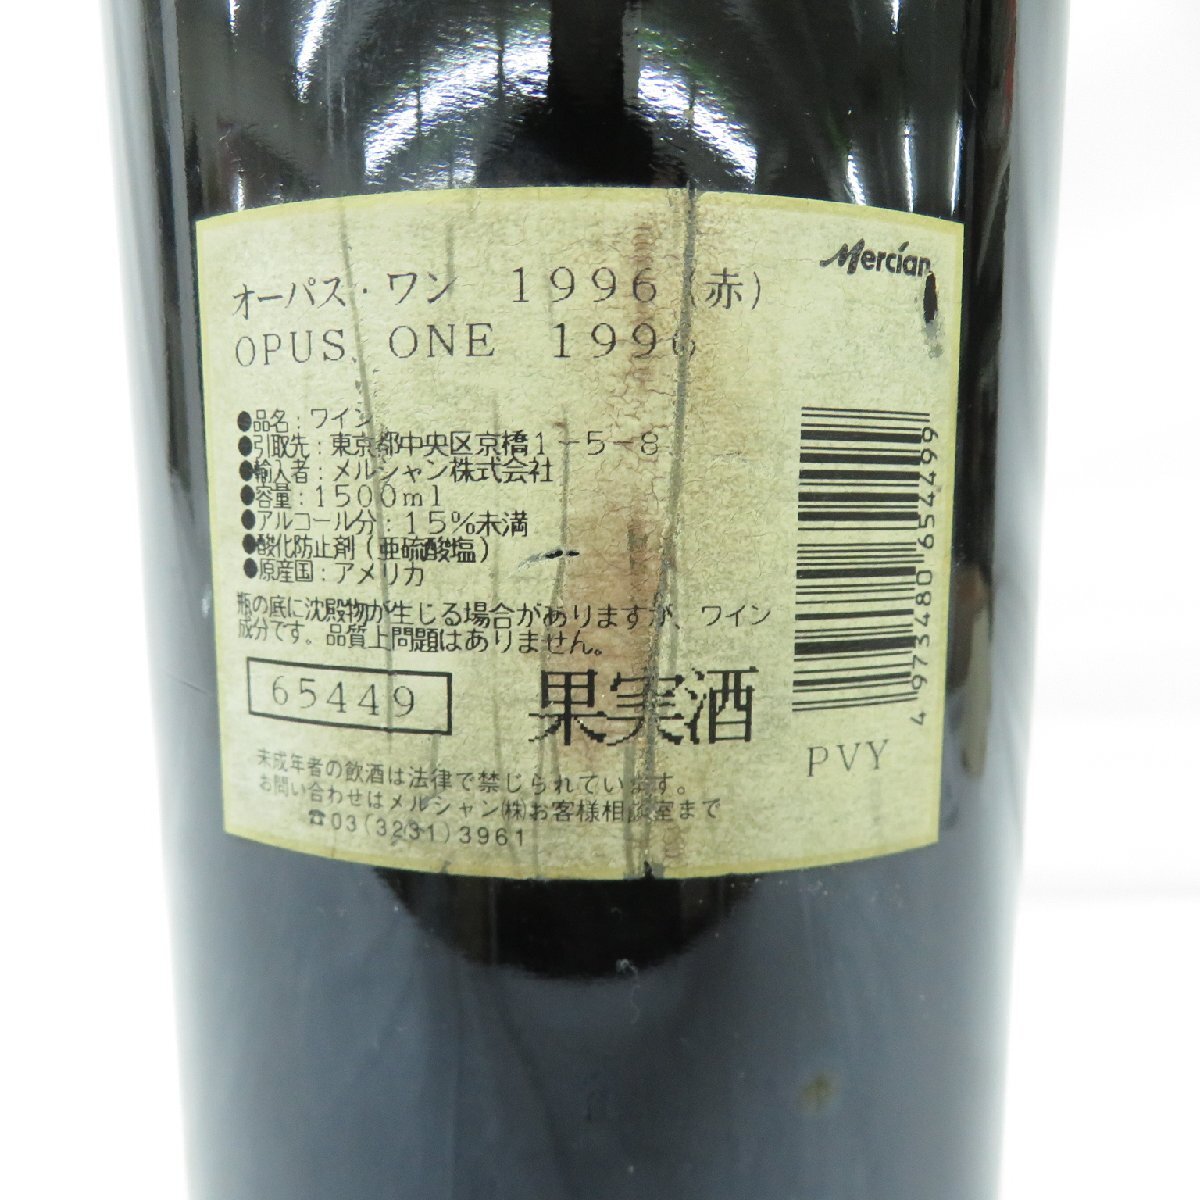 Mercian
オーパス・ワン 1996(赤)
OPUS ONE 1996
●品名:ワイン
●引取先:東京都中央区京橋1-5-8
●輸入者:メルシャン株式会社
●容量:1500ml
●アルコール分:15%未満
●酸化防止剤(亜硫酸塩)
●原産国:アメリカ
瓶の底に沈殿物が生じる場合がありますが、ワイン
成分です。品質上問題はありません。
65449
果実酒
4 973480 654499
PVY
未成年者の飲酒は法律で禁じられています。
お問い合わせはメルシャン(株)お客様相談室まで
☎03(3231)3961